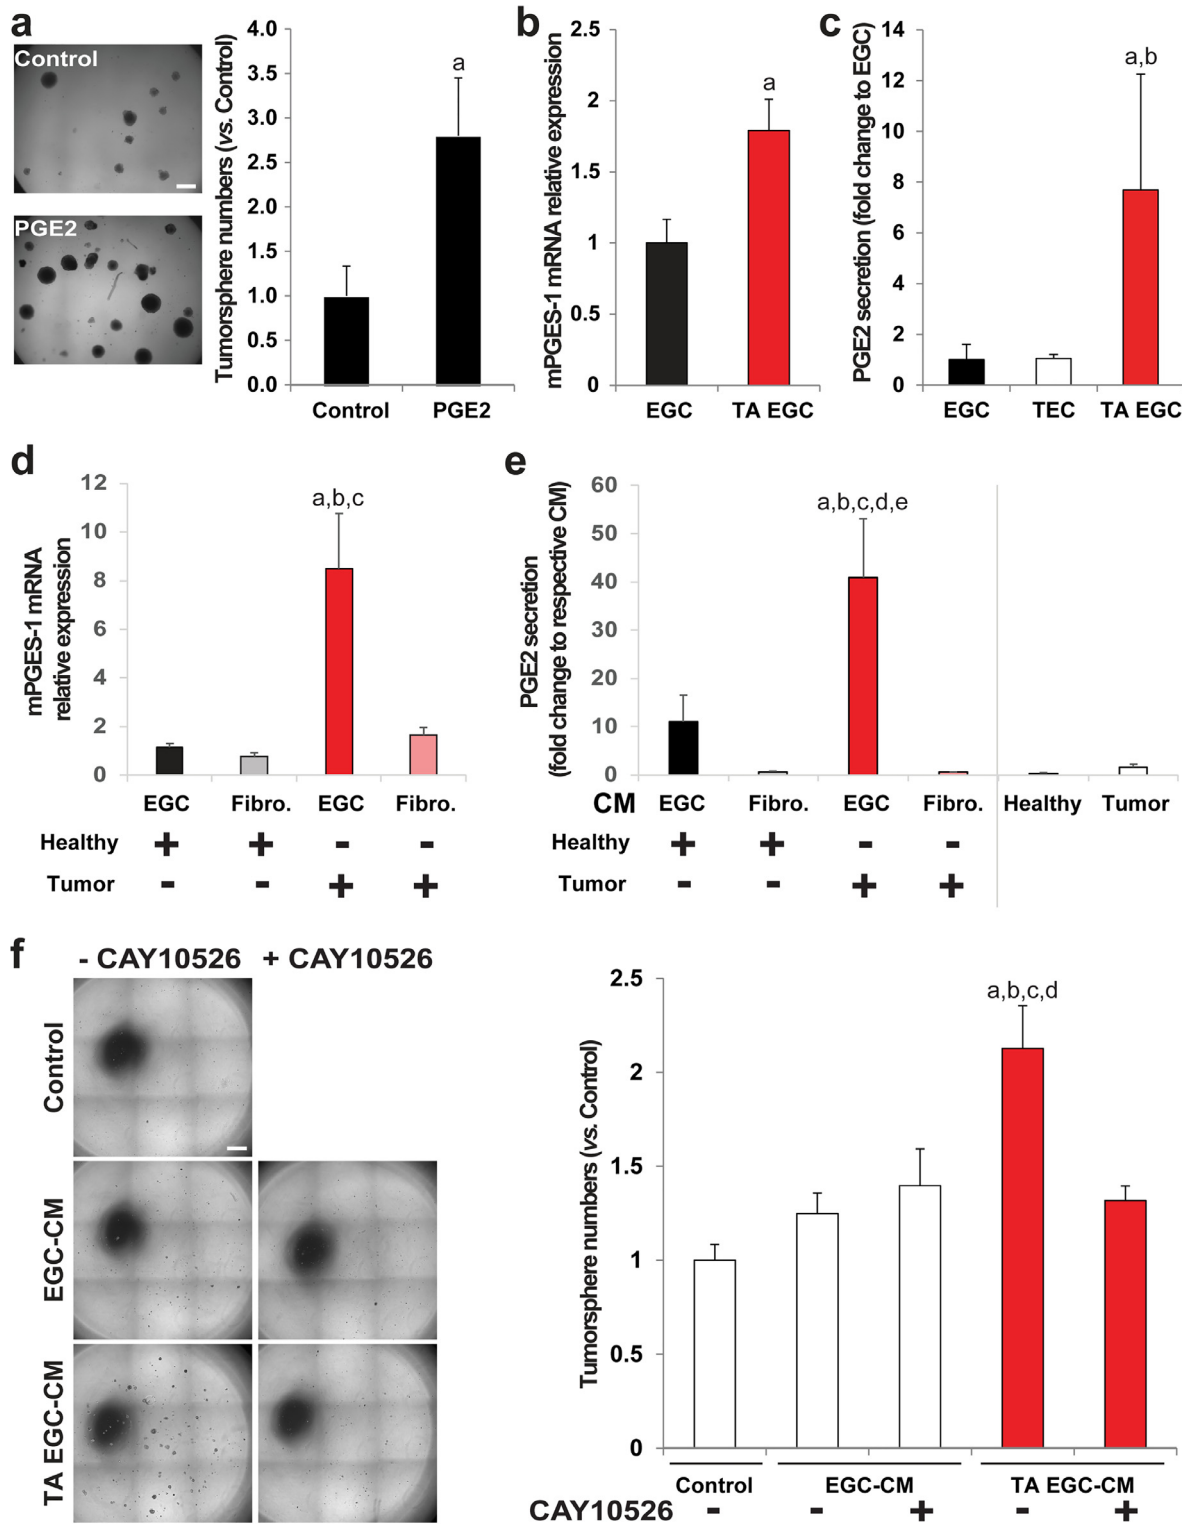 a
Control
PGE2
Tumorsphere numbers (vs. Control)
4.0
3.5
3.0
2.5
2.0
1.5
1.0
0.5
0.0
a
Control PGE2
b
mPGES-1 mRNA relative expression
2.5
2
1.5
1
0.5
0
a
EGC TA EGC
c
PGE2 secretion (fold change to EGC)
14
12
10
8
6
4
2
0
a,b
EGC TEC TA EGC
d
mPGES-1 mRNA
relative expression
12
10
8
6
4
2
0
a,b,c
EGC Fibro. EGC Fibro.
Healthy + + - -
Tumor - - + +
e
PGE2 secretion
(fold change to respective CM)
60
50
40
30
20
10
0
a,b,c,d,e
CM EGC Fibro. EGC Fibro. Healthy Tumor
Healthy + + - -
Tumor - - + +
f
- CAY10526 + CAY10526
Control
EGC-CM
TA EGC-CM
Tumorsphere numbers (vs. Control)
2.5
2
1.5
1
0.5
0
a,b,c,d
Control EGC-CM TA EGC-CM
CAY10526 - - + - +